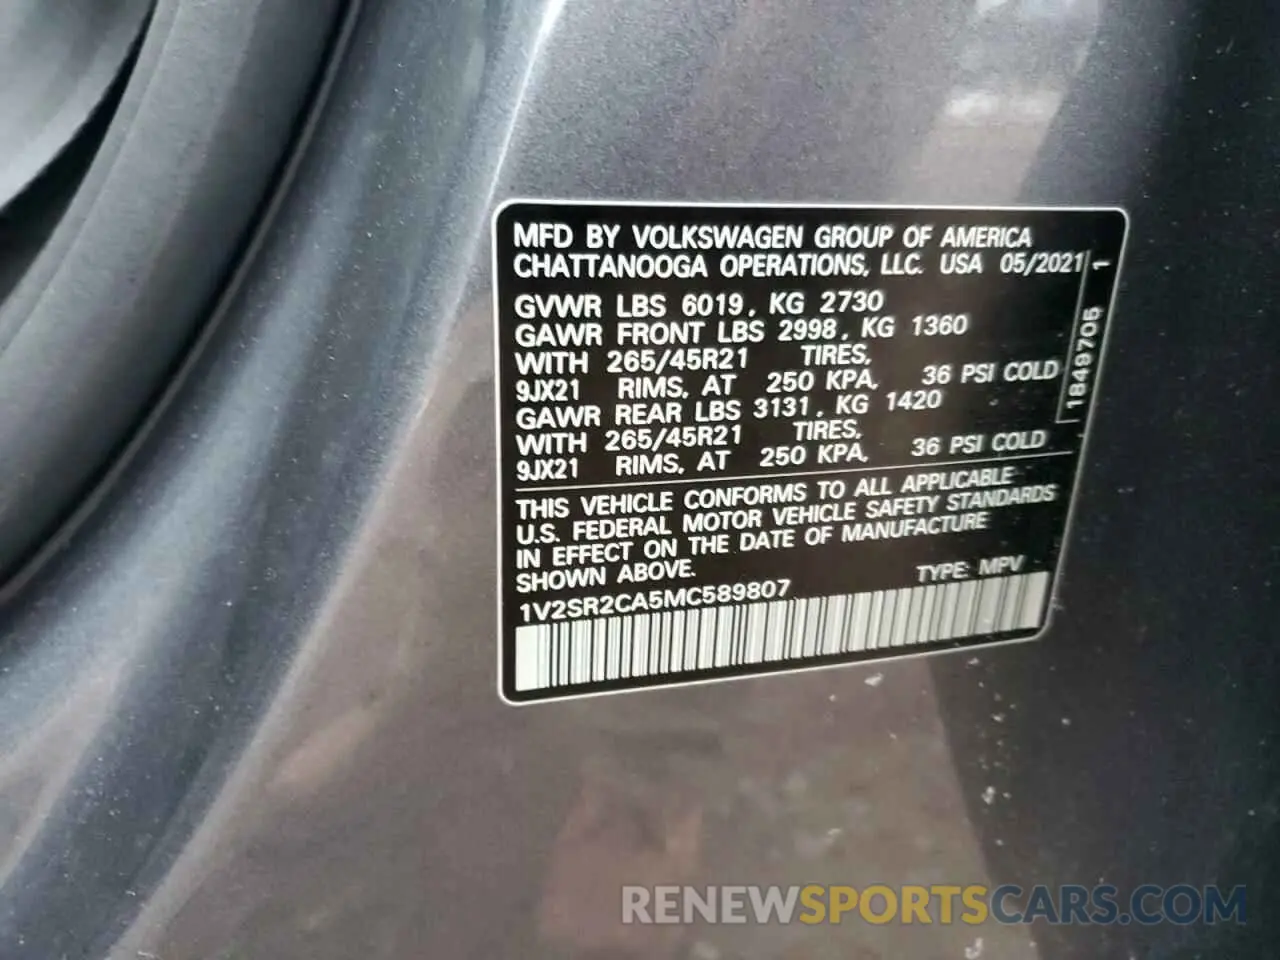 MFD BY VOLKSWAGEN GROUP OF AMERICA
CHATTANOOGA OPERATIONS, LLC. USA 05/2021
GVWR LBS 6019, KG 2730
GAWR FRONT LBS 2998, KG 1360
WITH 265/45R21 TIRES,
9JX21 RIMS, AT 250 KPA, 36 PSI COLD
GAWR REAR LBS 3131, KG 1420
WITH 265/45R21 TIRES,
9JX21 RIMS, AT 250 KPA, 36 PSI COLD
THIS VEHICLE CONFORMS TO ALL APPLICABLE
U.S. FEDERAL MOTOR VEHICLE SAFETY STANDARDS
IN EFFECT ON THE DATE OF MANUFACTURE
SHOWN ABOVE. TYPE: MPV
1V2SR2CA5MC589807
1849705 1
RENEWSPORTSCARS.COM